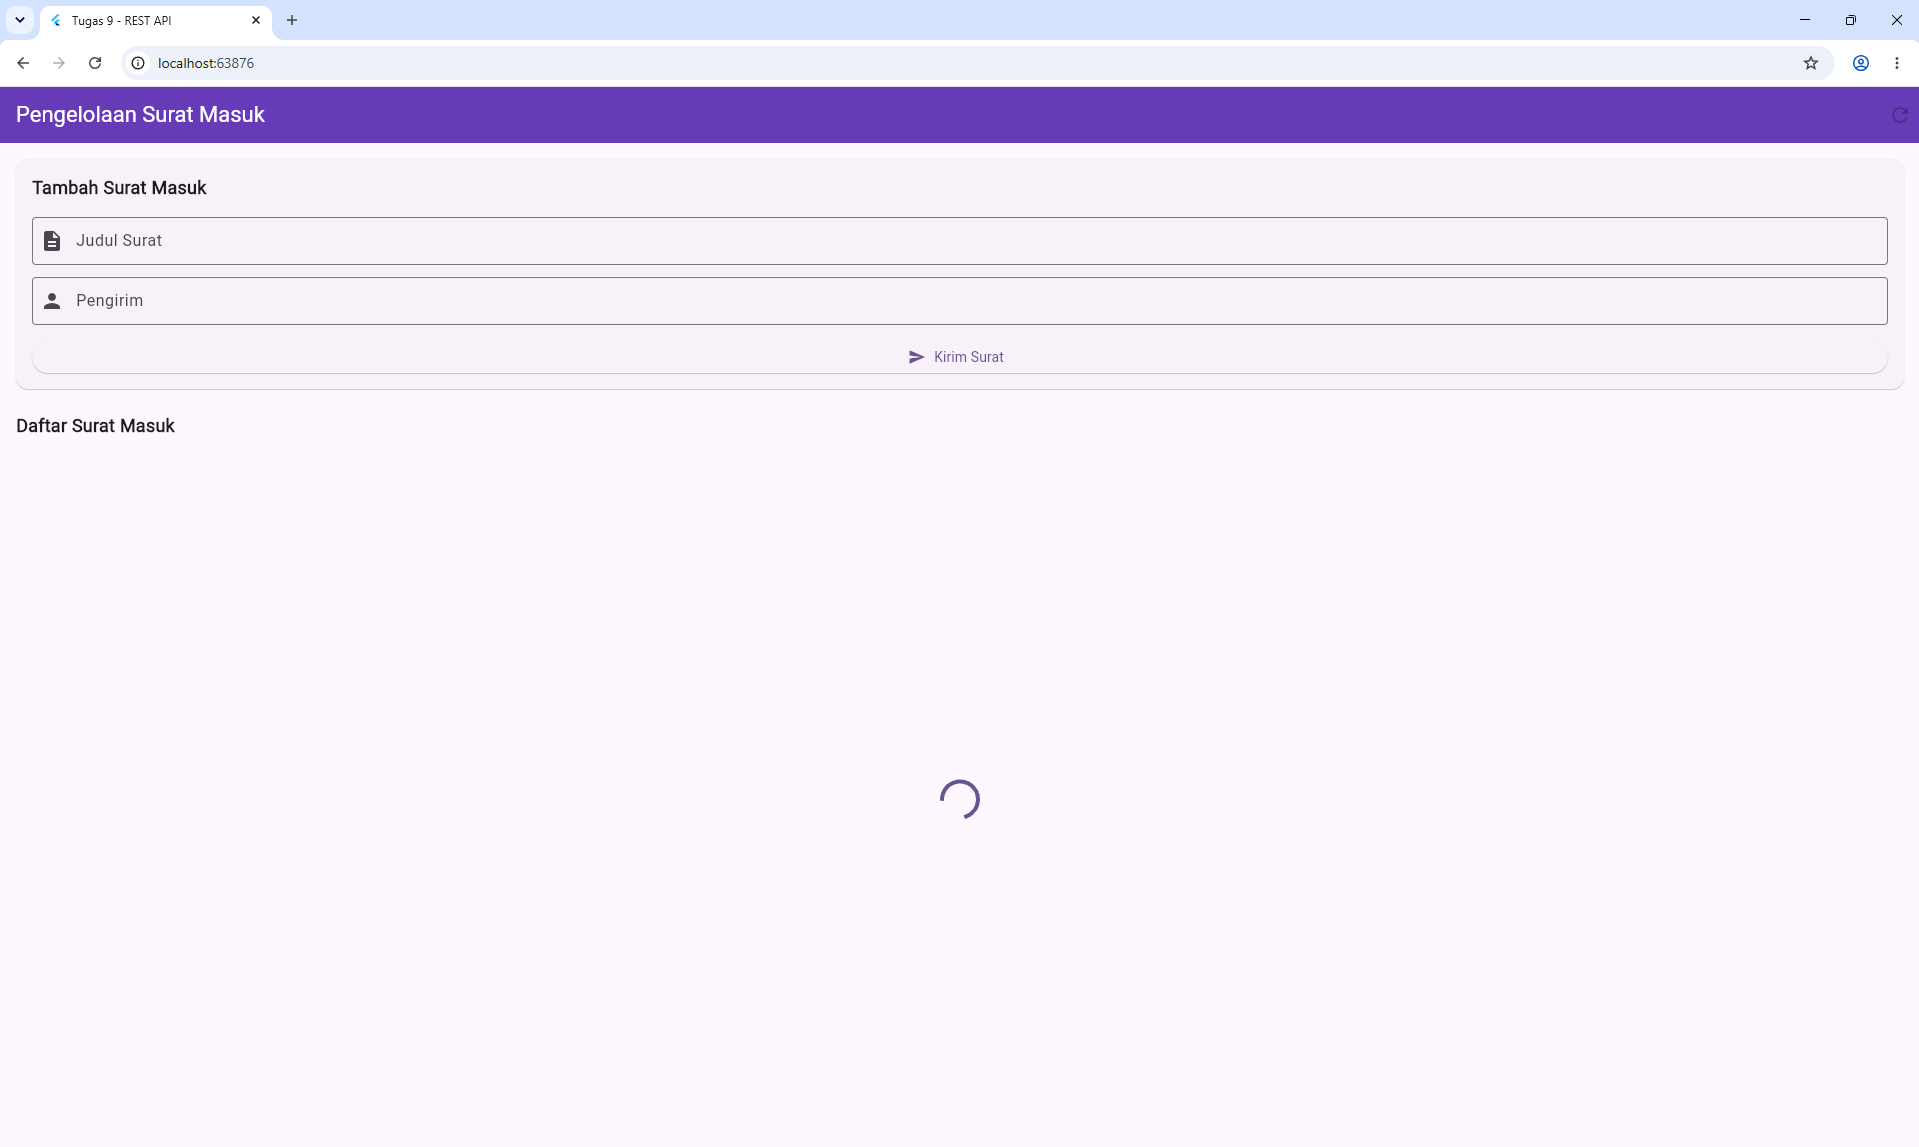 Tugas 9 - REST API
localhost:63876
Pengelolaan Surat Masuk
Tambah Surat Masuk
Judul Surat
Pengirim
Kirim Surat
Daftar Surat Masuk